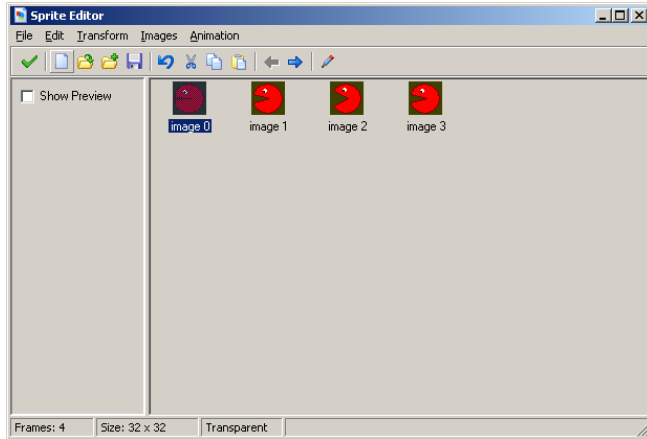 Sprite Editor
File Edit Transform Images Animation
Show Preview
image 0 image 1 image 2 image 3
Frames: 4 Size: 32 x 32 Transparent